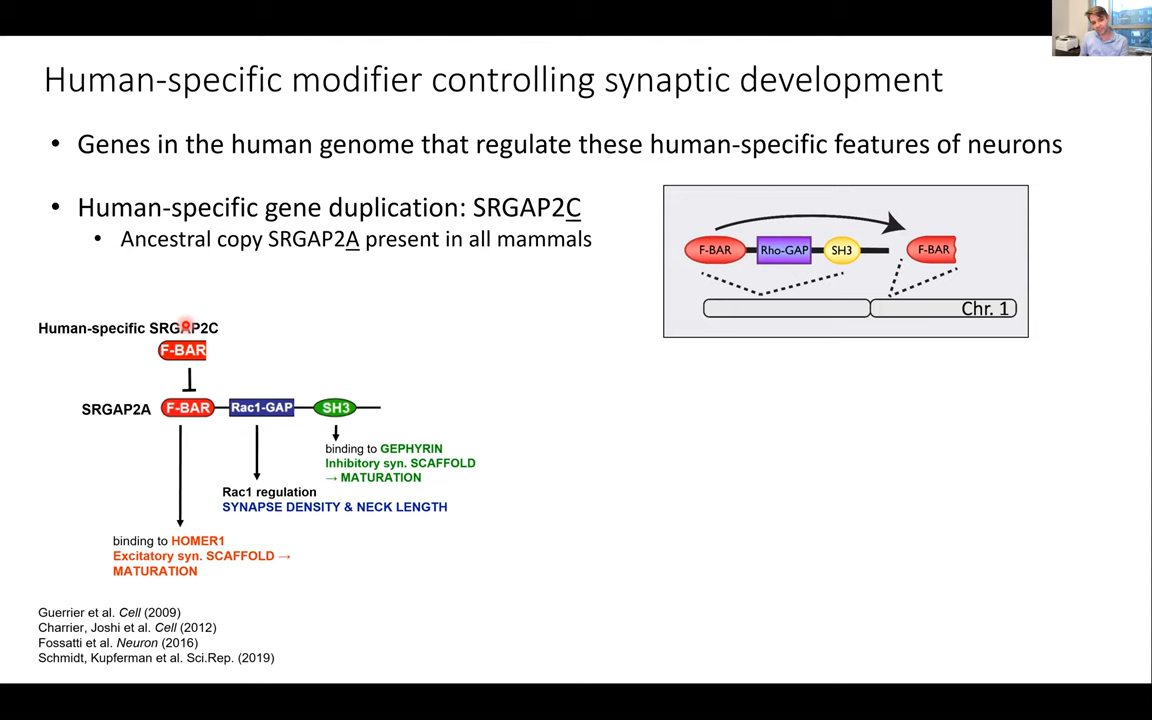 Human-specific modifier controlling synaptic development
• Genes in the human genome that regulate these human-specific features of neurons
• Human-specific gene duplication: SRGAP2C
• Ancestral copy SRGAP2A present in all mammals
F-BAR Rho-GAP SH3 F-BAR
Chr. 1
Human-specific SRGAP2C
F-BAR
SRGAP2A F-BAR Rac1-GAP SH3
binding to GEPHYRIN
Inhibitory syn. SCAFFOLD
→ MATURATION
Rac1 regulation
SYNAPSE DENSITY & NECK LENGTH
binding to HOMER1
Excitatory syn. SCAFFOLD →
MATURATION
Guerrier et al. Cell (2009)
Charrier, Joshi et al. Cell (2012)
Fossatti et al. Neuron (2016)
Schmidt, Kupferman et al. Sci.Rep. (2019)